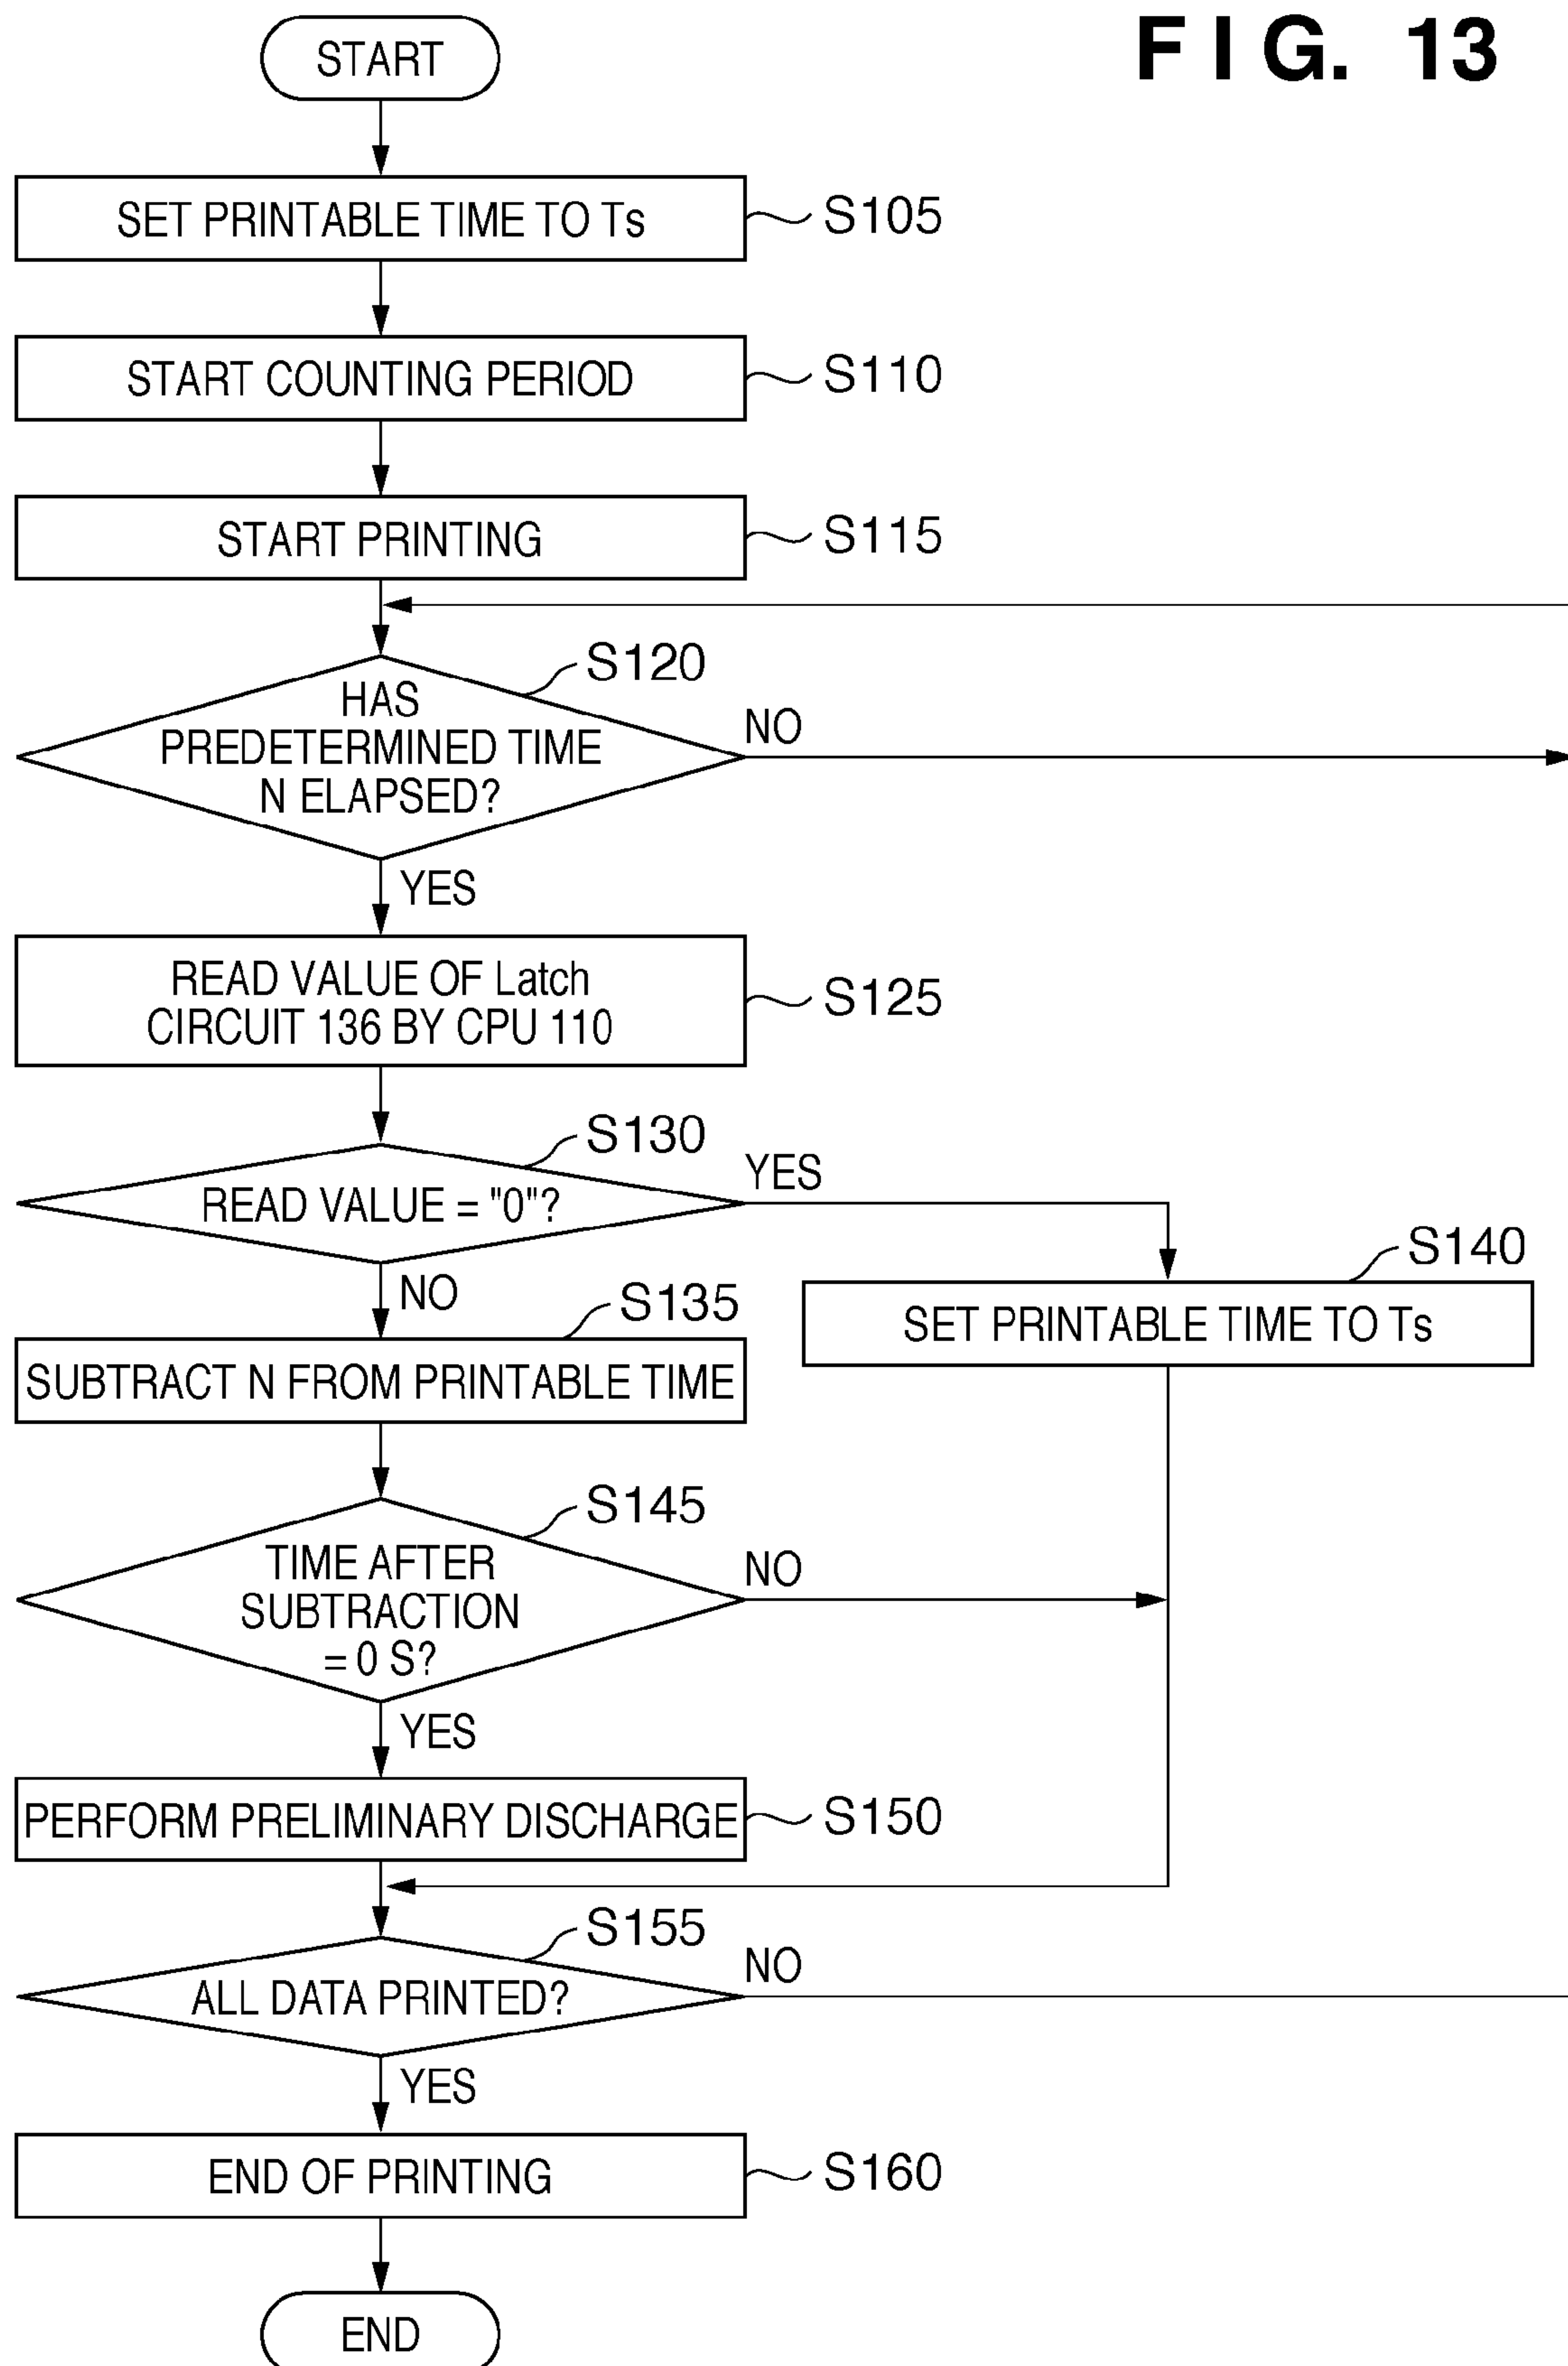 FIG. 13
START
SET PRINTABLE TIME TO Ts
S105
START COUNTING PERIOD
S110
START PRINTING
S115
S120
HAS
PREDETERMINED TIME
N ELAPSED?
NO
YES
READ VALUE OF Latch
CIRCUIT 136 BY CPU 110
S125
S130
READ VALUE = "0"?
YES
NO
S140
SET PRINTABLE TIME TO Ts
S135
SUBTRACT N FROM PRINTABLE TIME
S145
TIME AFTER
SUBTRACTION
= 0 S?
NO
YES
PERFORM PRELIMINARY DISCHARGE
S150
S155
ALL DATA PRINTED?
NO
YES
END OF PRINTING
S160
END